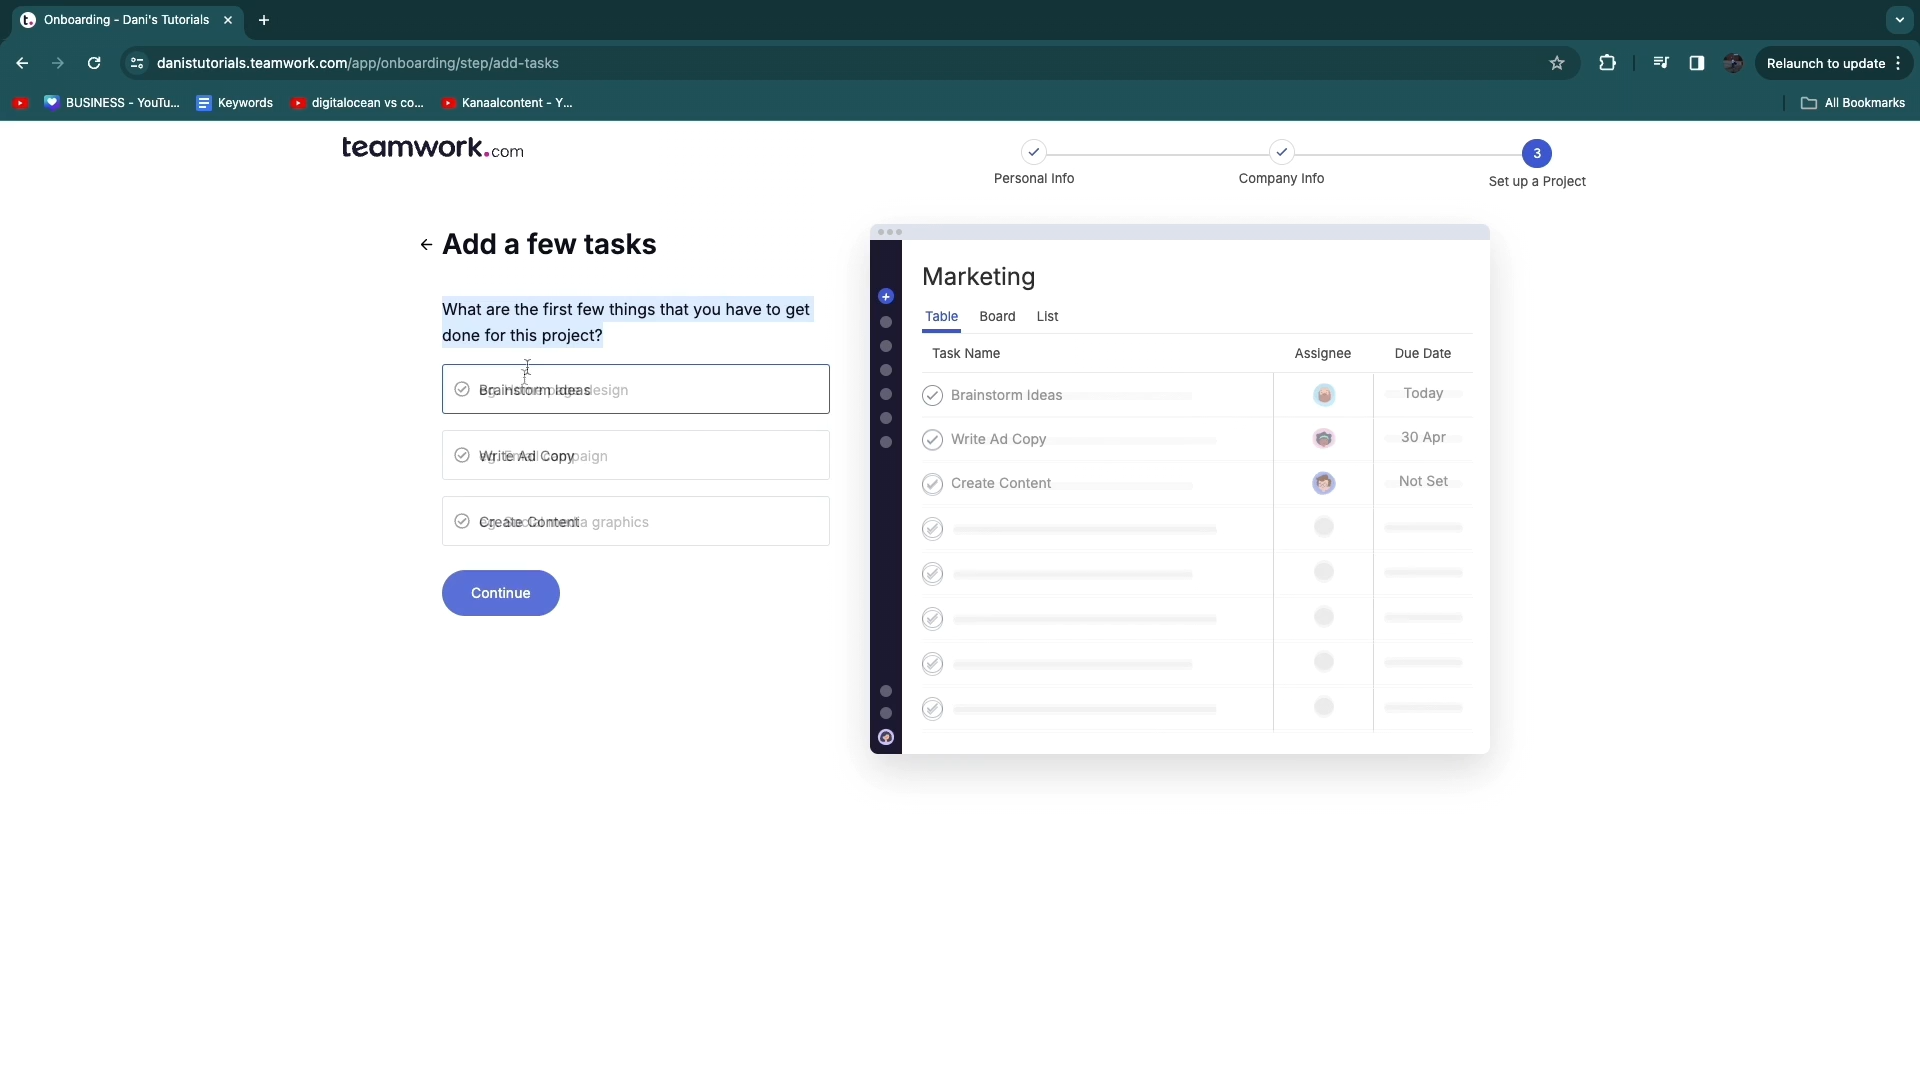 Onboarding - Dani's Tutorials
danistutorials.teamwork.com/app/onboarding/step/add-tasks
Relaunch to update
BUSINESS - YouTu...
Keywords
digitalocean vs co...
Kanaalcontent - Y...
All Bookmarks
teamwork.com
Personal Info
Company Info
3
Set up a Project
Add a few tasks
What are the first few things that you have to get
done for this project?
Brainstorm Ideas
Write Ad Copy
Create Content
Continue
Marketing
Table Board List
Task Name Assignee Due Date
Brainstorm Ideas Today
Write Ad Copy 30 Apr
Create Content Not Set